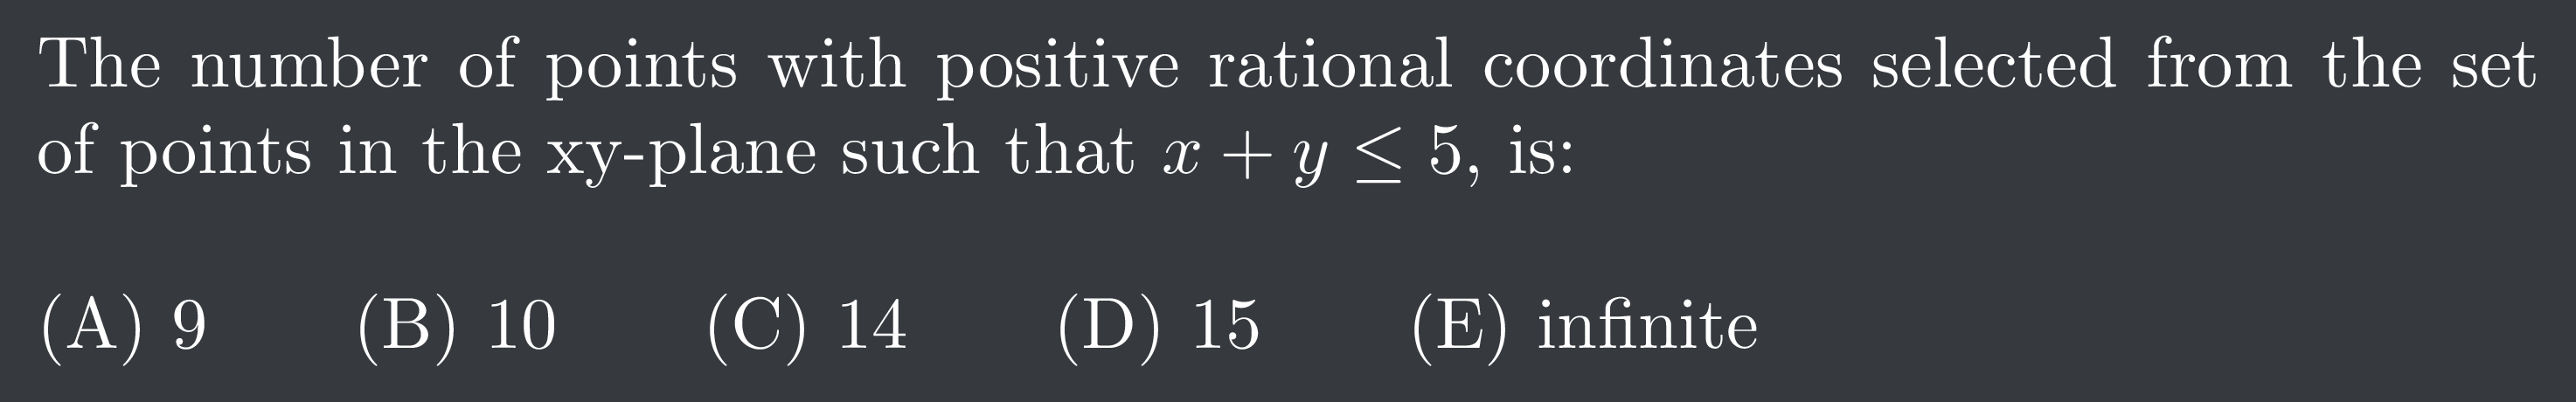 The number of points with positive rational coordinates selected from the set
of points in the xy-plane such that x + y ≤ 5, is:
(A) 9 (B) 10 (C) 14 (D) 15 (E) infinite